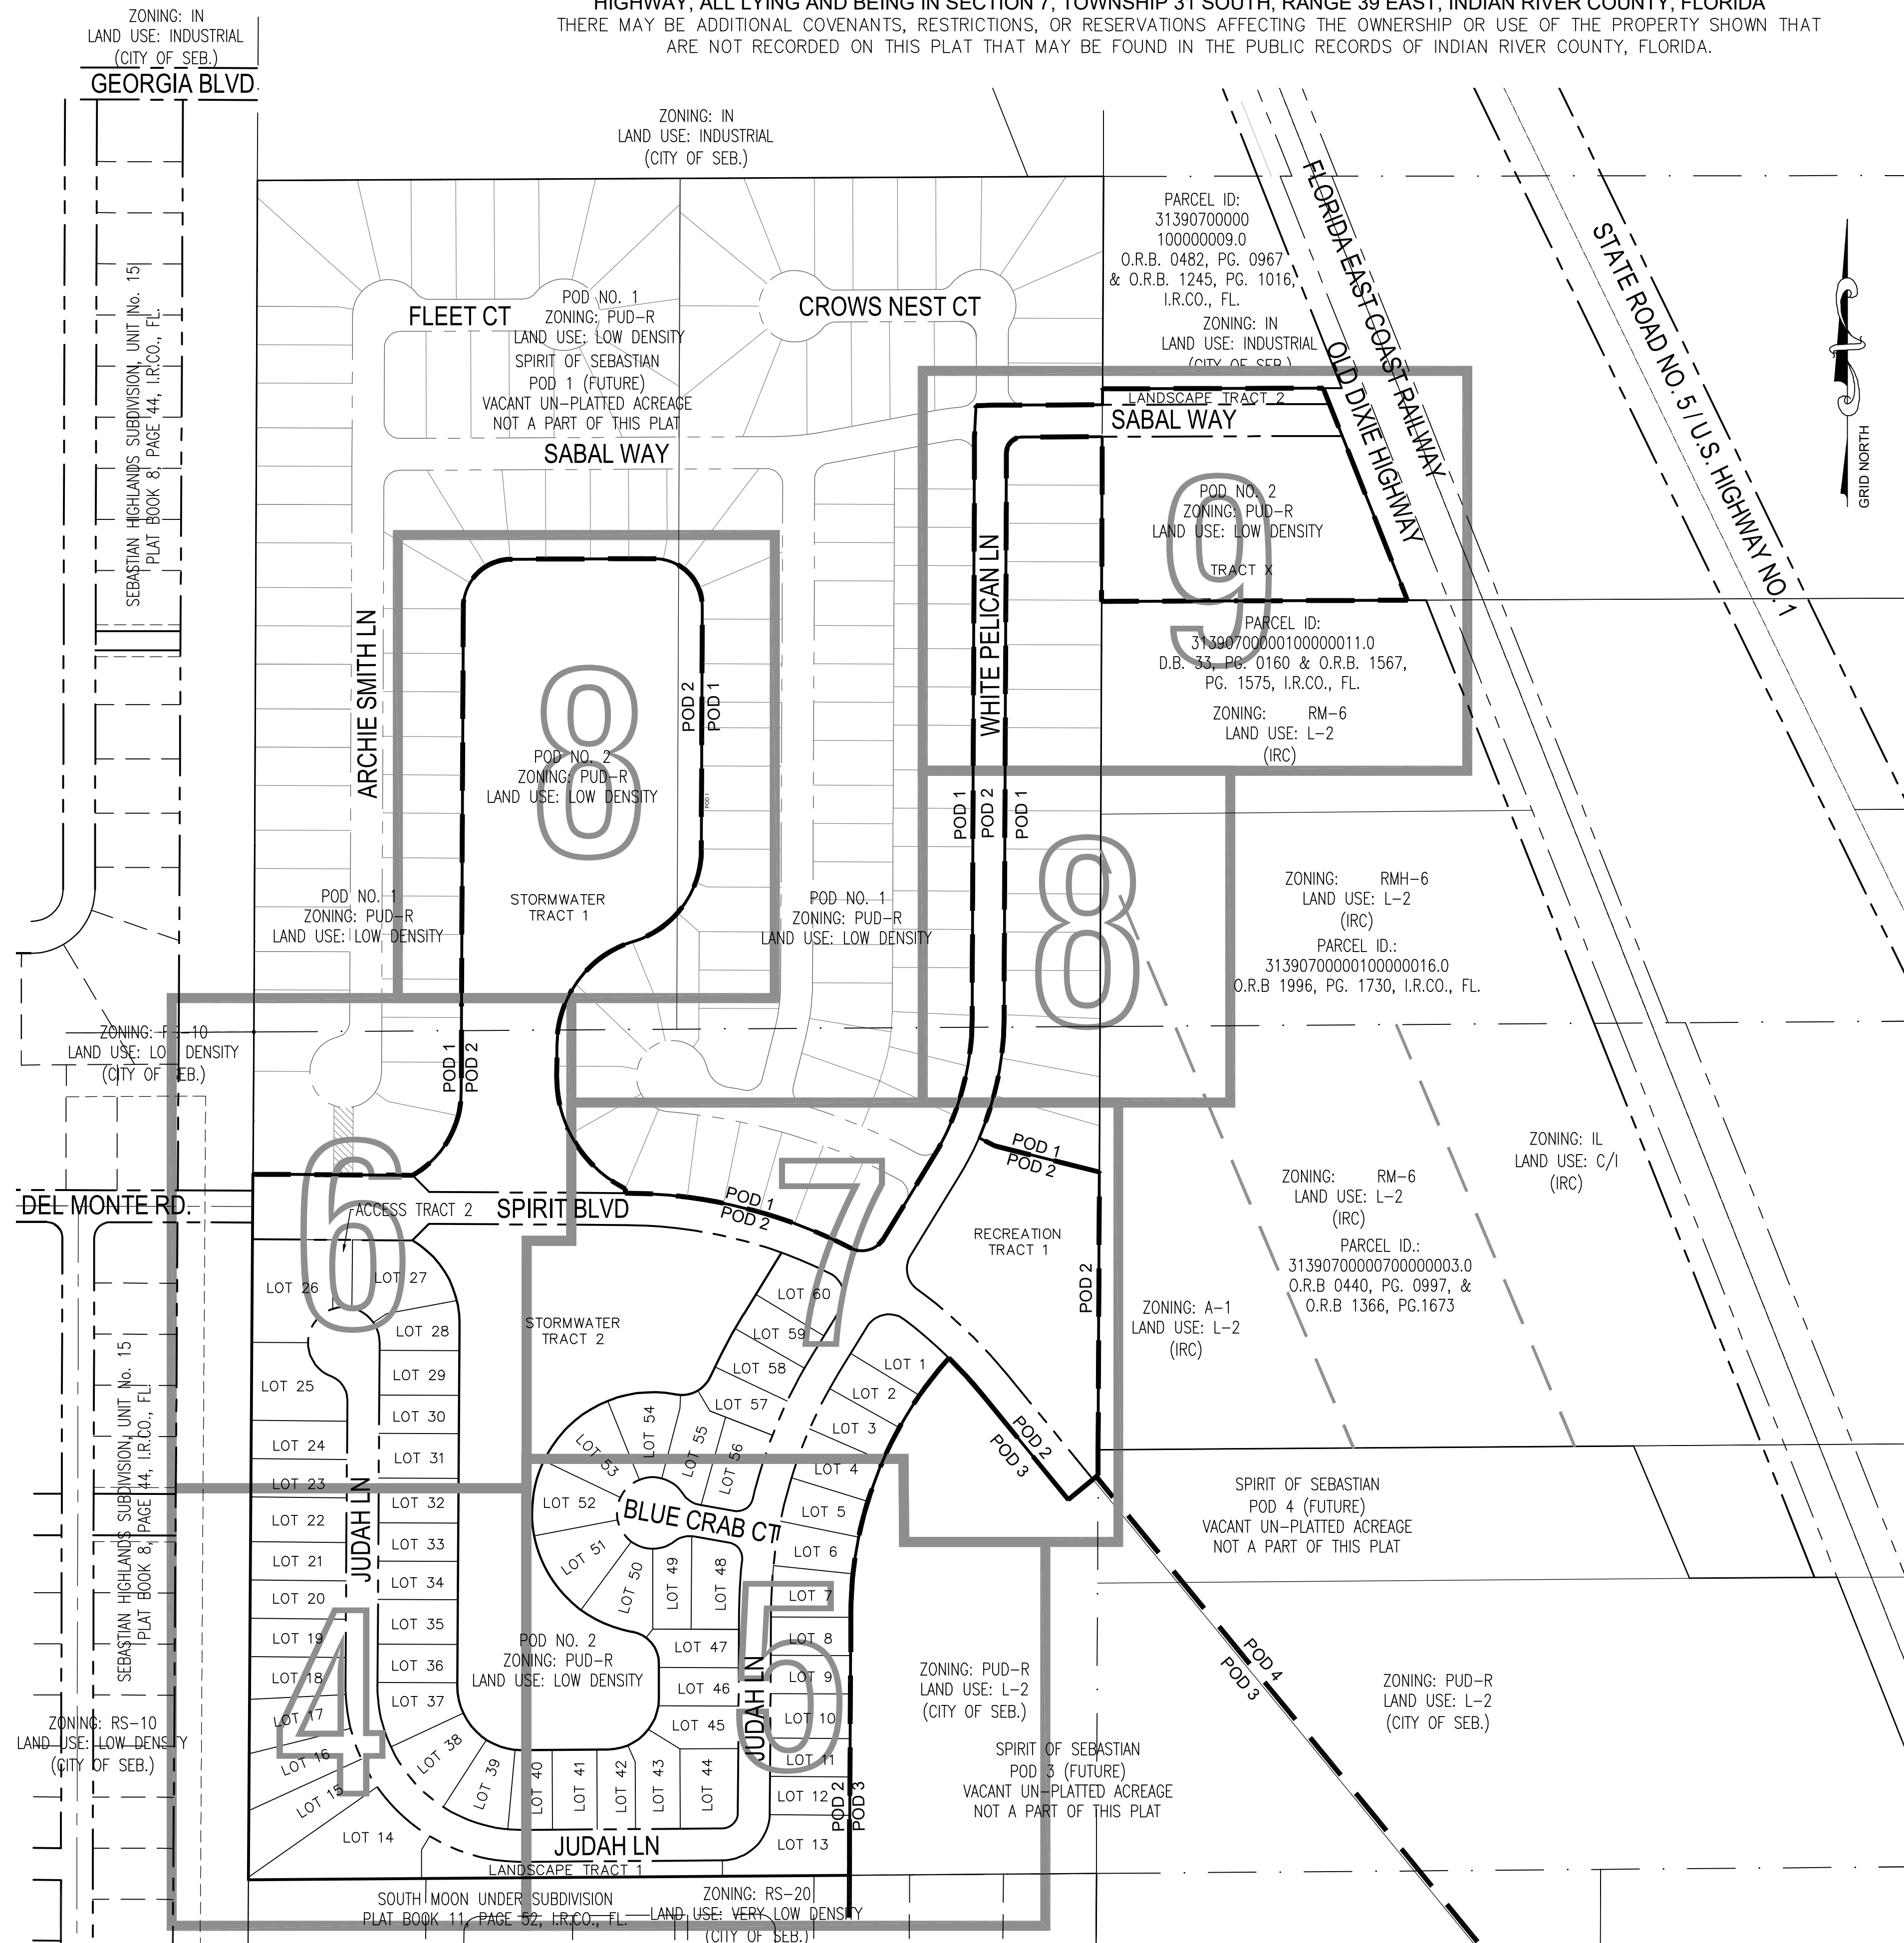 HIGHWAY, ALL LYING AND BEING IN SECTION 7, TOWNSHIP 31 SOUTH, RANGE 39 EAST, INDIAN RIVER COUNTY, FLORIDA
THERE MAY BE ADDITIONAL COVENANTS, RESTRICTIONS, OR RESERVATIONS AFFECTING THE OWNERSHIP OR USE OF THE PROPERTY SHOWN THAT
ARE NOT RECORDED ON THIS PLAT THAT MAY BE FOUND IN THE PUBLIC RECORDS OF INDIAN RIVER COUNTY, FLORIDA.
ZONING: IN
LAND USE: INDUSTRIAL
(CITY OF SEB.)
GEORGIA BLVD
ZONING: IN
LAND USE: INDUSTRIAL
(CITY OF SEB.)
PARCEL ID:
31390700000
100000009.0
O.R.B. 0482, PG. 0967
& O.R.B. 1245, PG. 1016,
I.R.CO., FL.
ZONING: IN
LAND USE: INDUSTRIAL
(CITY OF SEB.)
FLORIDA EAST COAST RAILWAY
OLD DIXIE HIGHWAY
STATE ROAD NO. 5 / U.S. HIGHWAY NO. 1
GRID NORTH
SEBASTIAN HIGHLANDS SUBDIVISION, UNIT No. 15
PLAT BOOK 8, PAGE 44, I.R.CO., FL.
FLEET CT
POD NO. 1
ZONING: PUD-R
LAND USE: LOW DENSITY
SPIRIT OF SEBASTIAN
POD 1 (FUTURE)
VACANT UN-PLATTED ACREAGE
NOT A PART OF THIS PLAT
CROWS NEST CT
SABAL WAY
LANDSCAPE TRACT 2
SABAL WAY
9
POD NO. 2
ZONING: PUD-R
LAND USE: LOW DENSITY
TRACT X
PARCEL ID:
31390700000100000011.0
D.B. 33, PG. 0160 & O.R.B. 1567,
PG. 1575, I.R.CO., FL.
ZONING: RM-6
LAND USE: L-2
(IRC)
ARCHIE SMITH LN
WHITE PELICAN LN
8
POD 2
POD 1
POD 1
POD NO. 2
ZONING: PUD-R
LAND USE: LOW DENSITY
STORMWATER
TRACT 1
POD NO. 1
ZONING: PUD-R
LAND USE: LOW DENSITY
POD NO. 1
ZONING: PUD-R
LAND USE: LOW DENSITY
POD 1
POD 2
POD 1
8
ZONING: RMH-6
LAND USE: L-2
(IRC)
PARCEL ID.:
31390700000100000016.0
O.R.B 1996, PG. 1730, I.R.CO., FL.
LAND USE: LO DENSITY
POD 1
POD 2
POD 1
POD 2
ZONING: IL
LAND USE: C/I
(IRC)
ZONING: RM-6
LAND USE: L-2
(IRC)
PARCEL ID.:
31390700000700000003.0
O.R.B 0440, PG. 0997, &
O.R.B 1366, PG.1673
DEL MONTE RD.
6
ACCESS TRACT 2
SPIRIT BLVD
POD 1
POD 2
7
RECREATION
TRACT 1
POD 2
ZONING: A-1
LAND USE: L-2
(IRC)
LOT 26
LOT 27
LOT 28
STORMWATER
TRACT 2
LOT 60
LOT 59
LOT 58
LOT 57
LOT 1
LOT 2
LOT 3
LOT 4
LOT 25
LOT 29
LOT 30
LOT 24
LOT 31
LOT 23
LOT 32
LOT 22
LOT 33
LOT 21
LOT 34
LOT 20
LOT 35
LOT 19
LOT 36
LOT 18
LOT 37
LOT 17
LOT 16
LOT 15
LOT 14
JUDAH LN
4
SEBASTIAN HIGHLANDS SUBDIVISION, UNIT No. 15
PLAT BOOK 8, PAGE 44, I.R.CO., FL.
LOT 53
LOT 54
LOT 55
LOT 56
LOT 52
BLUE CRAB CT
LOT 51
LOT 50
LOT 49
LOT 48
LOT 5
LOT 6
LOT 7
LOT 8
LOT 9
LOT 10
LOT 11
LOT 12
LOT 13
5
JUDAH LN
LOT 47
LOT 46
LOT 45
LOT 44
LOT 43
LOT 42
LOT 41
LOT 40
LOT 39
LOT 38
POD NO. 2
ZONING: PUD-R
LAND USE: LOW DENSITY
POD 2
POD 3
SPIRIT OF SEBASTIAN
POD 4 (FUTURE)
VACANT UN-PLATTED ACREAGE
NOT A PART OF THIS PLAT
POD 4
POD 3
ZONING: PUD-R
LAND USE: L-2
(CITY OF SEB.)
ZONING: PUD-R
LAND USE: L-2
(CITY OF SEB.)
SPIRIT OF SEBASTIAN
POD 3 (FUTURE)
VACANT UN-PLATTED ACREAGE
NOT A PART OF THIS PLAT
POD 2
POD 3
ZONING: RS-10
LAND USE: LOW DENSITY
(CITY OF SEB.)
JUDAH LN
LANDSCAPE TRACT 1
SOUTH MOON UNDER SUBDIVISION
PLAT BOOK 11, PAGE 52, I.R.CO., FL.
ZONING: RS-20
LAND USE: VERY LOW DENSITY
(CITY OF SEB.)